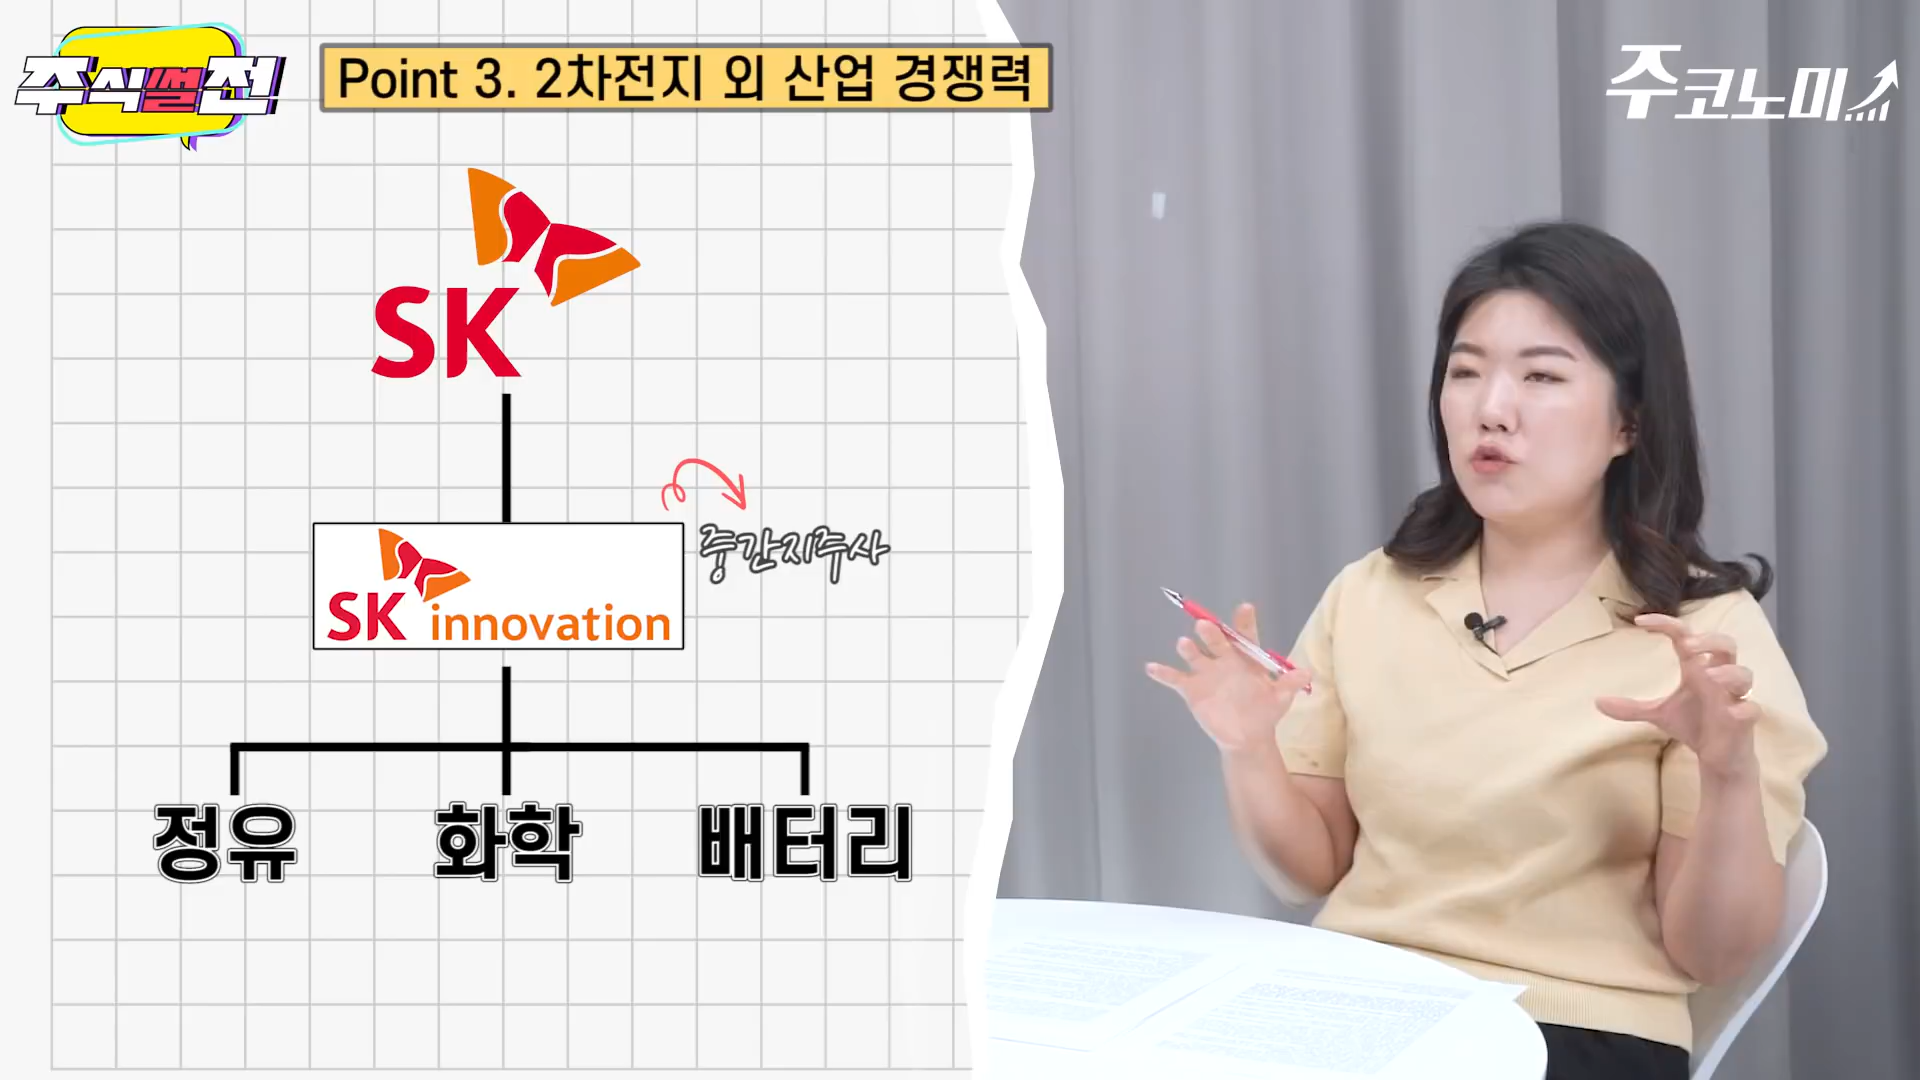 주식썰전
Point 3. 2차전지 외 산업 경쟁력
주코노미
SK
중간지주사
SK innovation
정유 화학 배터리